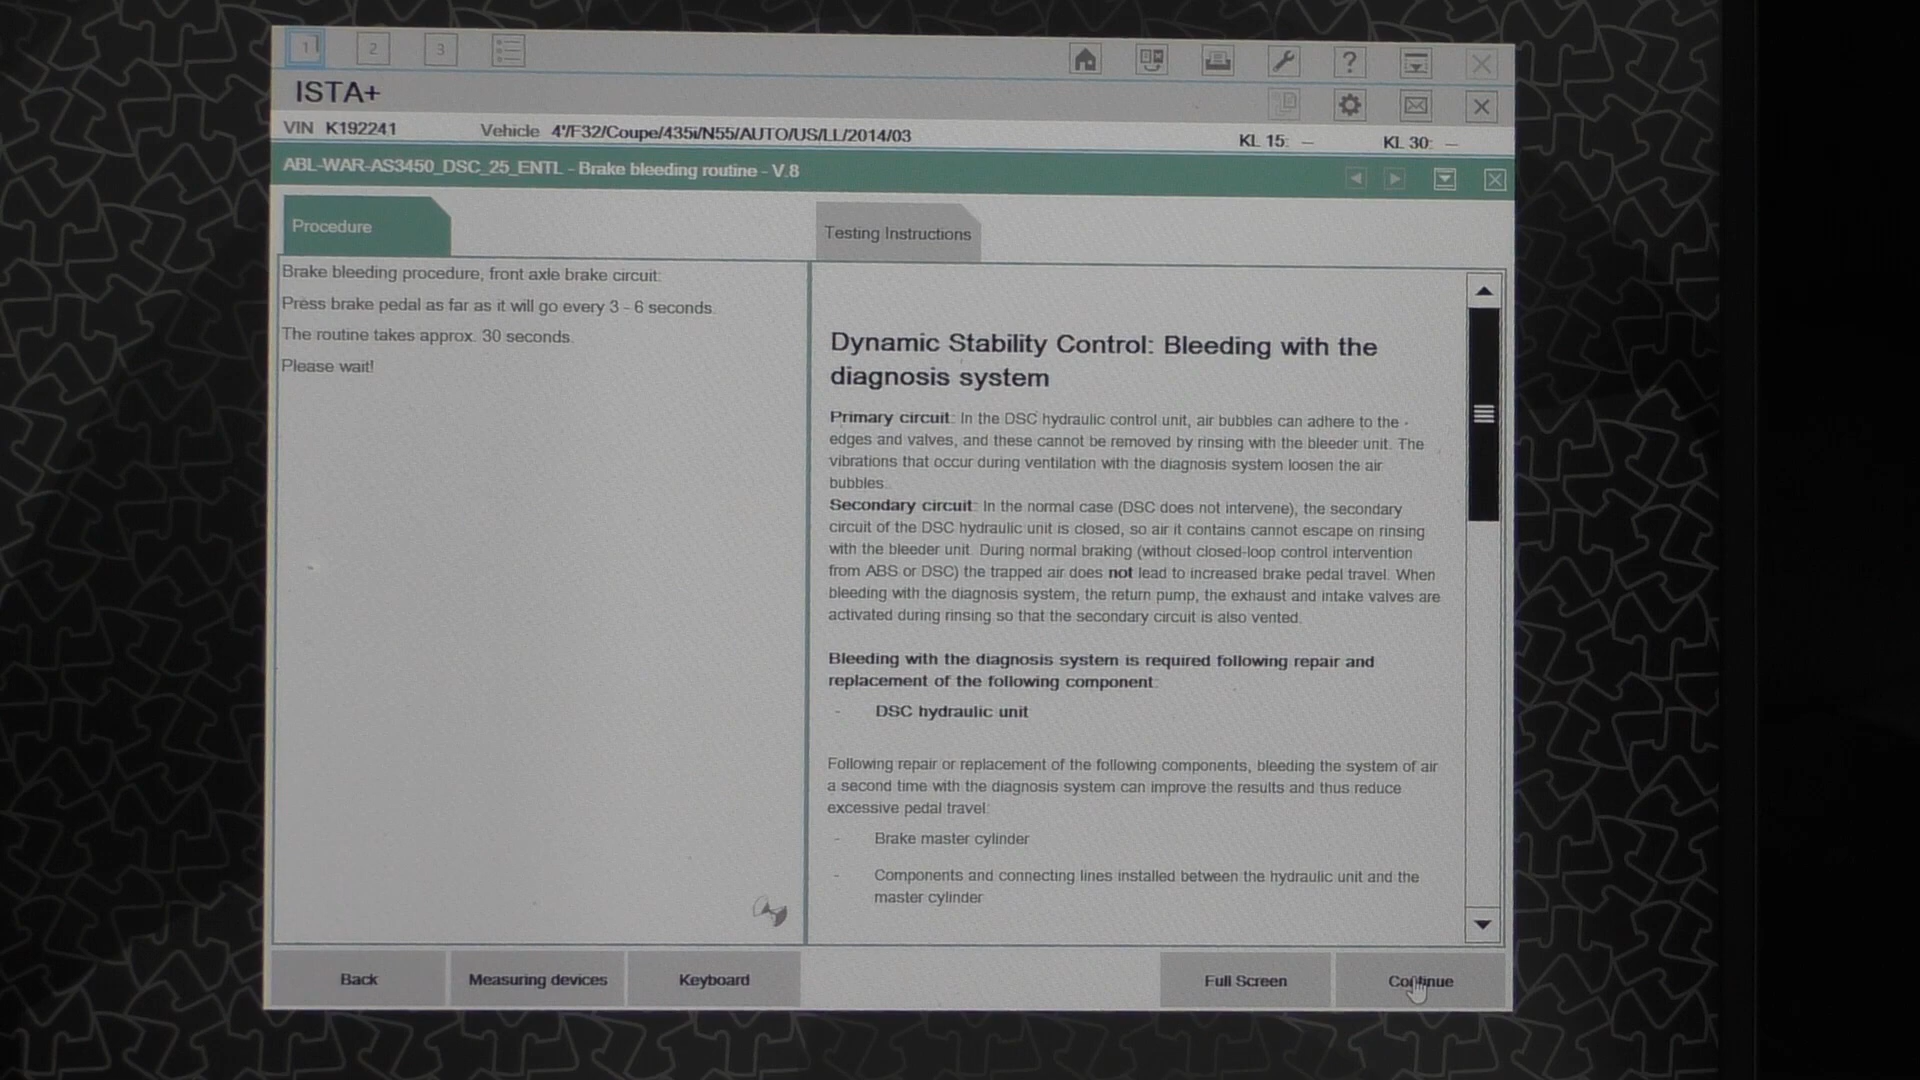 1 2 3
?
ISTA+
VIN K192241 Vehicle 4'/F32/Coupe/435i/N55/AUTO/US/LL/2014/03 KL 15: – KL 30: –
ABL-WAR-AS3450_DSC_25_ENTL - Brake bleeding routine - V.8
Procedure
Brake bleeding procedure, front axle brake circuit:
Press brake pedal as far as it will go every 3 - 6 seconds.
The routine takes approx. 30 seconds.
Please wait!
Testing Instructions
Dynamic Stability Control: Bleeding with the
diagnosis system
Primary circuit: In the DSC hydraulic control unit, air bubbles can adhere to the
edges and valves, and these cannot be removed by rinsing with the bleeder unit. The
vibrations that occur during ventilation with the diagnosis system loosen the air
bubbles.
Secondary circuit: In the normal case (DSC does not intervene), the secondary
circuit of the DSC hydraulic unit is closed, so air it contains cannot escape on rinsing
with the bleeder unit. During normal braking (without closed-loop control intervention
from ABS or DSC) the trapped air does not lead to increased brake pedal travel. When
bleeding with the diagnosis system, the return pump, the exhaust and intake valves are
activated during rinsing so that the secondary circuit is also vented.
Bleeding with the diagnosis system is required following repair and
replacement of the following component:
- DSC hydraulic unit
Following repair or replacement of the following components, bleeding the system of air
a second time with the diagnosis system can improve the results and thus reduce
excessive pedal travel:
- Brake master cylinder
- Components and connecting lines installed between the hydraulic unit and the
master cylinder
Back Measuring devices Keyboard Full Screen Continue